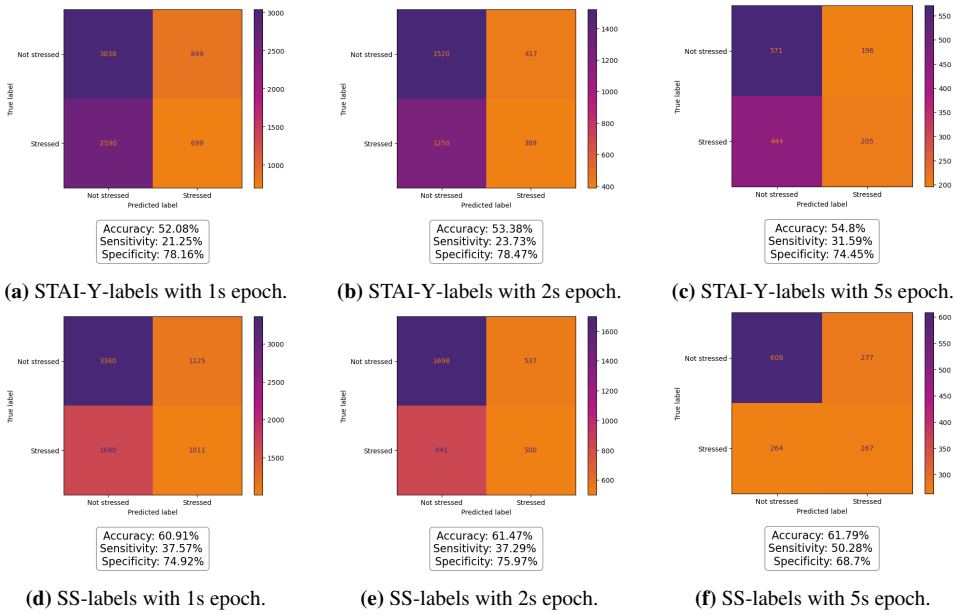 Not stressed
Stressed
True label
3038 849
2590 699
Not stressed Stressed
Predicted label
3000
2500
2000
1500
1000
Accuracy: 52.08%
Sensitivity: 21.25%
Specificity: 78.16%
(a) STAI-Y-labels with 1s epoch.
Not stressed
Stressed
True label
1520 417
1250 389
Not stressed Stressed
Predicted label
1400
1200
1000
800
600
400
Accuracy: 53.38%
Sensitivity: 23.73%
Specificity: 78.47%
(b) STAI-Y-labels with 2s epoch.
Not stressed
Stressed
True label
571 196
444 205
Not stressed Stressed
Predicted label
550
500
450
400
350
300
250
200
Accuracy: 54.8%
Sensitivity: 31.59%
Specificity: 74.45%
(c) STAI-Y-labels with 5s epoch.
Not stressed
Stressed
True label
3360 1125
1680 1011
Not stressed Stressed
Predicted label
3000
2500
2000
1500
Accuracy: 60.91%
Sensitivity: 37.57%
Specificity: 74.92%
(d) SS-labels with 1s epoch.
Not stressed
Stressed
True label
1698 537
841 500
Not stressed Stressed
Predicted label
1600
1400
1200
1000
800
600
Accuracy: 61.47%
Sensitivity: 37.29%
Specificity: 75.97%
(e) SS-labels with 2s epoch.
Not stressed
Stressed
True label
608 277
264 267
Not stressed Stressed
Predicted label
600
550
500
450
400
350
300
Accuracy: 61.79%
Sensitivity: 50.28%
Specificity: 68.7%
(f) SS-labels with 5s epoch.